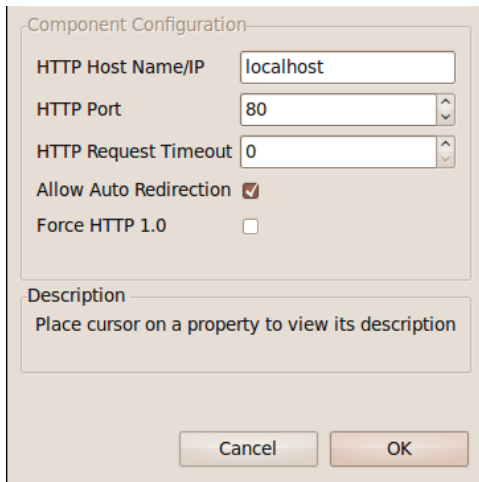 Component Configuration
HTTP Host Name/IP localhost
HTTP Port 80
HTTP Request Timeout 0
Allow Auto Redirection
Force HTTP 1.0
Description
Place cursor on a property to view its description
Cancel OK